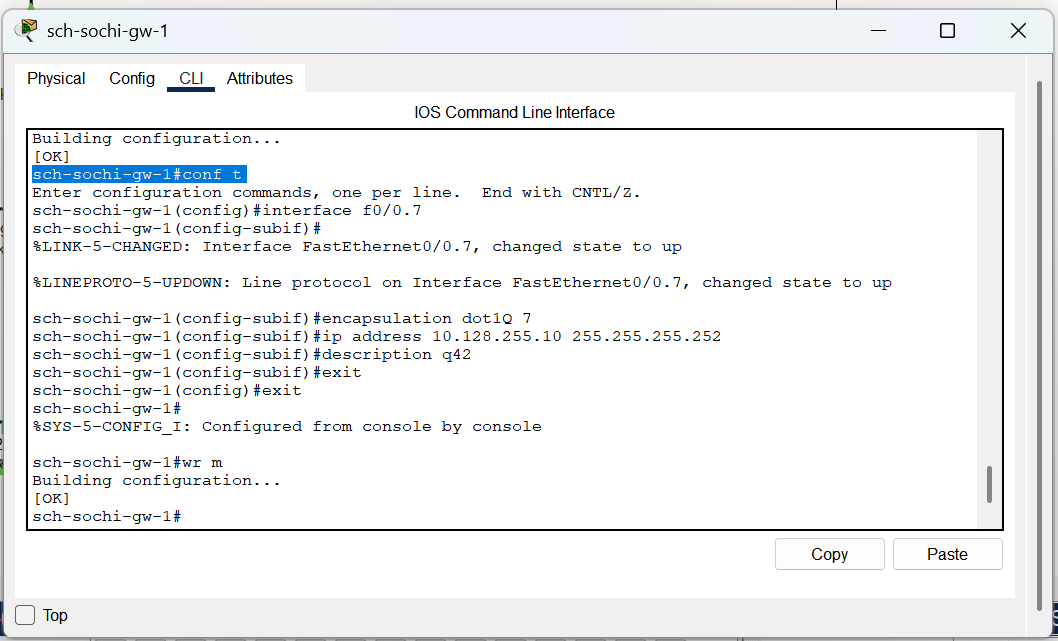 sch-sochi-gw-1
Physical Config CLI Attributes
IOS Command Line Interface
Building configuration...
[OK]
sch-sochi-gw-1#conf t
Enter configuration commands, one per line.  End with CNTL/Z.
sch-sochi-gw-1(config)#interface f0/0.7
sch-sochi-gw-1(config-subif)#
%LINK-5-CHANGED: Interface FastEthernet0/0.7, changed state to up
%LINEPROTO-5-UPDOWN: Line protocol on Interface FastEthernet0/0.7, changed state to up
sch-sochi-gw-1(config-subif)#encapsulation dot1Q 7
sch-sochi-gw-1(config-subif)#ip address 10.128.255.10 255.255.255.252
sch-sochi-gw-1(config-subif)#description q42
sch-sochi-gw-1(config-subif)#exit
sch-sochi-gw-1(config)#exit
sch-sochi-gw-1#
%SYS-5-CONFIG_I: Configured from console by console
sch-sochi-gw-1#wr m
Building configuration...
[OK]
sch-sochi-gw-1#
Copy Paste
Top